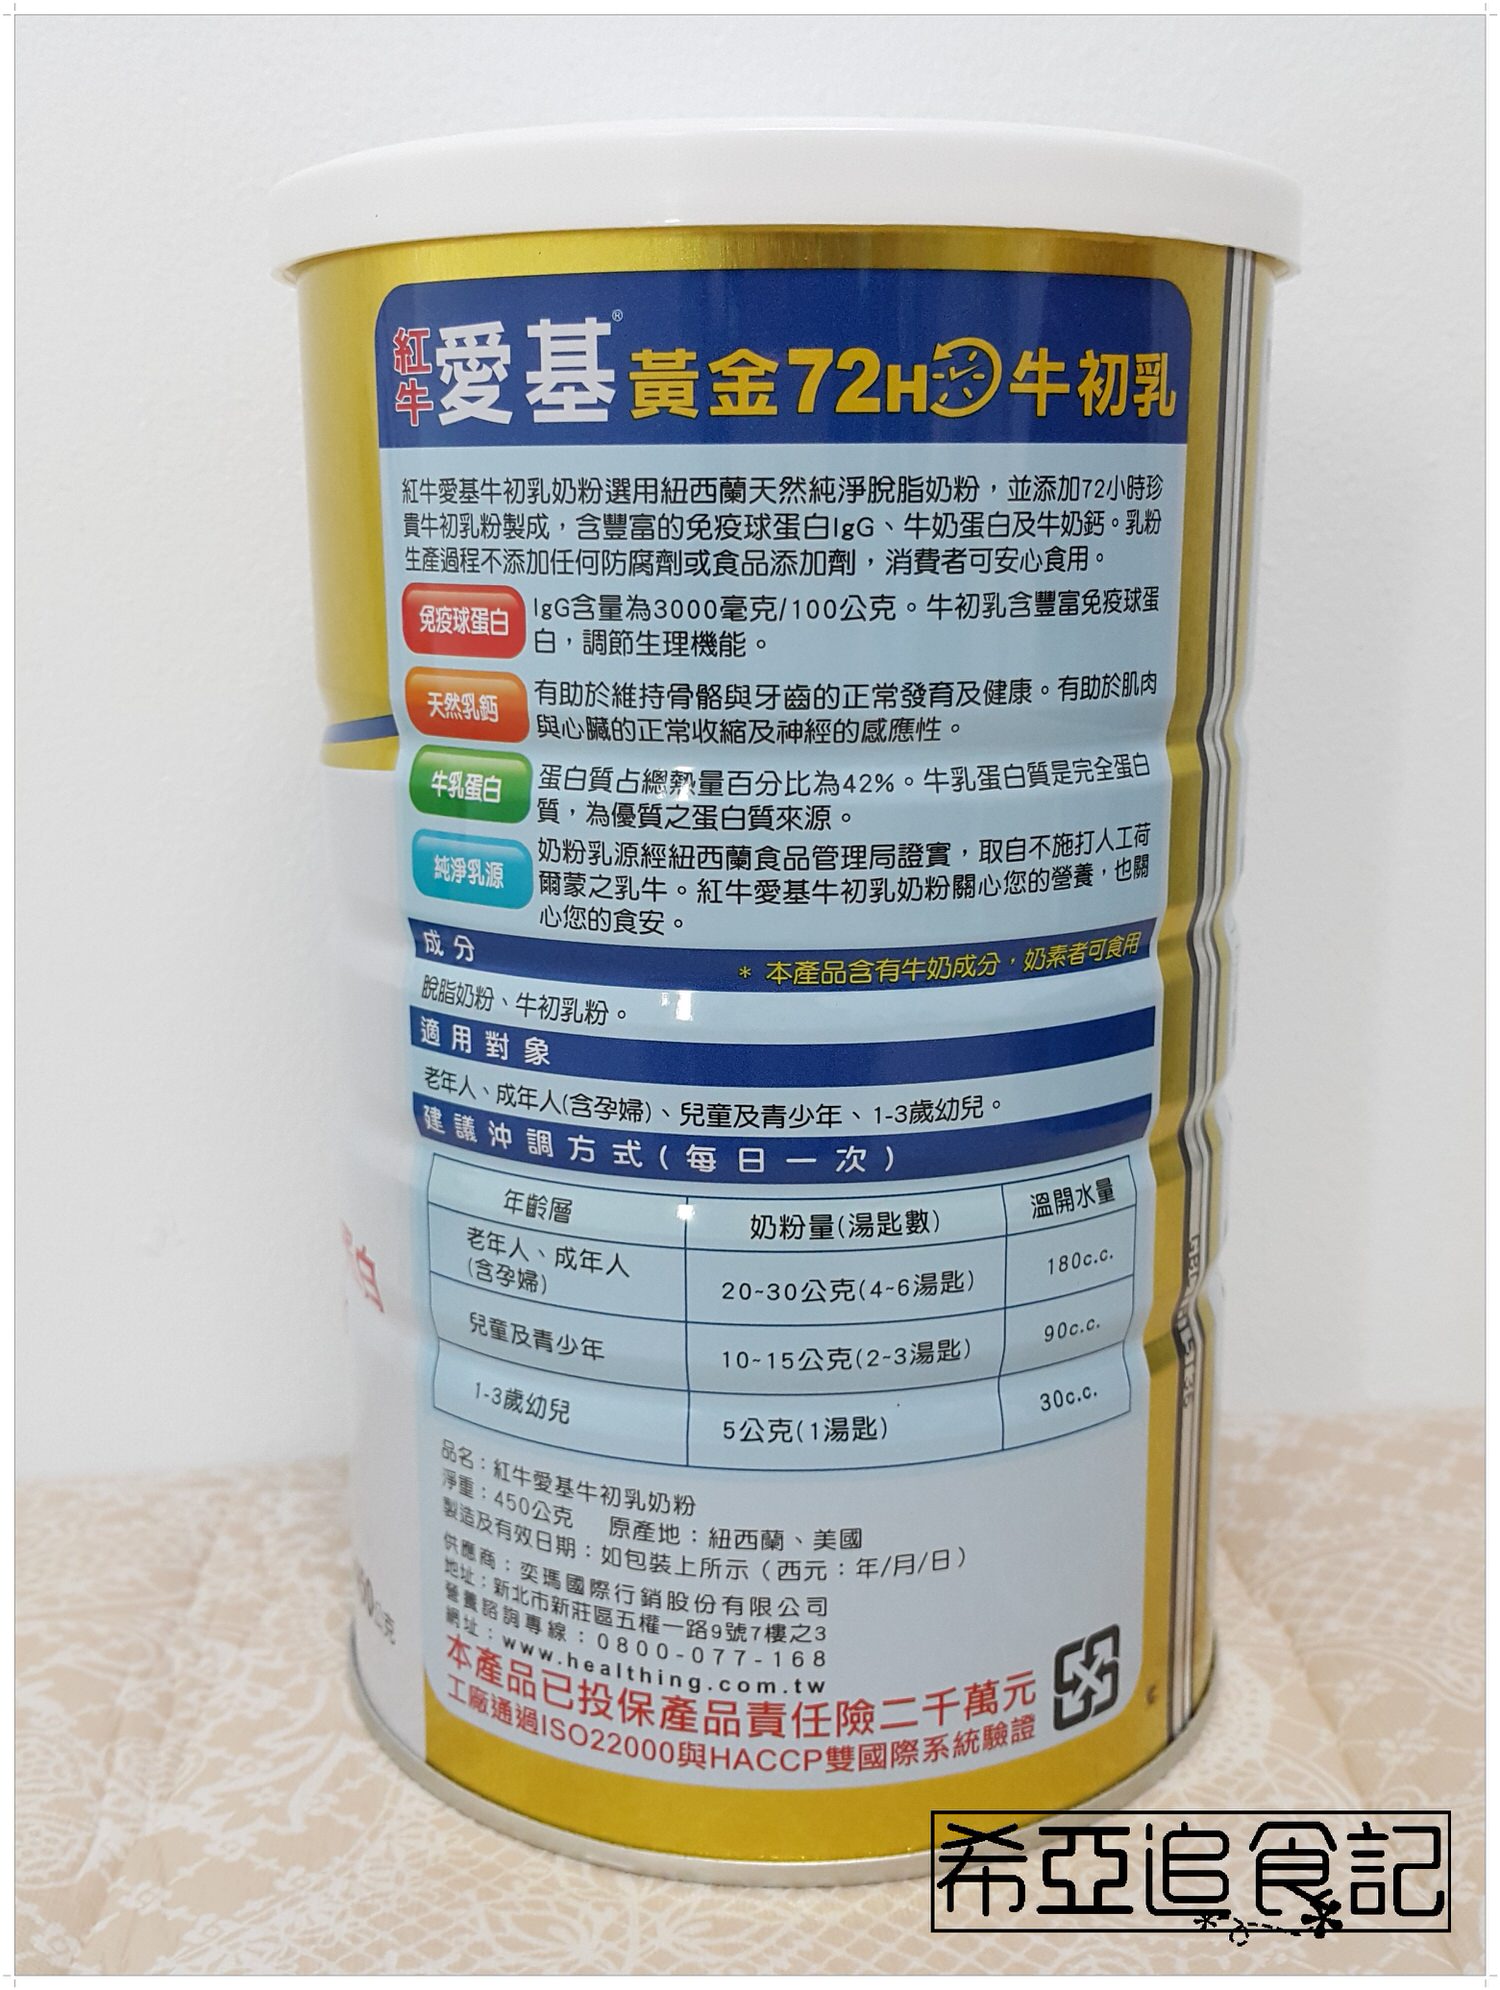 紅牛 愛基® 黃金72H 牛初乳
紅牛愛基牛初乳奶粉選用紐西蘭天然純淨脫脂奶粉，並添加72小時珍
貴牛初乳粉製成，含豐富的免疫球蛋白IgG、牛奶蛋白及牛奶鈣。乳粉
生產過程不添加任何防腐劑或食品添加劑，消費者可安心食用。
免疫球蛋白
IgG含量為3000毫克/100公克。牛初乳含豐富免疫球蛋
白，調節生理機能。
天然乳鈣
有助於維持骨骼與牙齒的正常發育及健康。有助於肌肉
與心臟的正常收縮及神經的感應性。
牛乳蛋白
蛋白質占總熱量百分比為42%。牛乳蛋白質是完全蛋白
質，為優質之蛋白質來源。
純淨乳源
奶粉乳源經紐西蘭食品管理局證實，取自不施打人工荷
爾蒙之乳牛。紅牛愛基牛初乳奶粉關心您的營養，也關
心您的食安。
成分
* 本產品含有牛奶成分，奶素者可食用
脫脂奶粉、牛初乳粉。
適用對象
老年人、成年人(含孕婦)、兒童及青少年、1-3歲幼兒。
建議沖調方式(每日一次)
年齡層 奶粉量(湯匙數) 溫開水量
老年人、成年人
(含孕婦)
20~30公克(4~6湯匙) 180c.c.
兒童及青少年 10~15公克(2~3湯匙) 90c.c.
1-3歲幼兒 5公克(1湯匙) 30c.c.
品名：紅牛愛基牛初乳奶粉
淨重：450公克 原產地：紐西蘭、美國
製造及有效日期：如包裝上所示（西元：年/月/日）
供應商：奕瑪國際行銷股份有限公司
地址：新北市新莊區五權一路9號7樓之3
營養諮詢專線：0800-077-168
網址：www.healthing.com.tw
本產品已投保產品責任險二千萬元
工廠通過ISO22000與HACCP雙國際系統驗證
白
50公克
希亞追食記